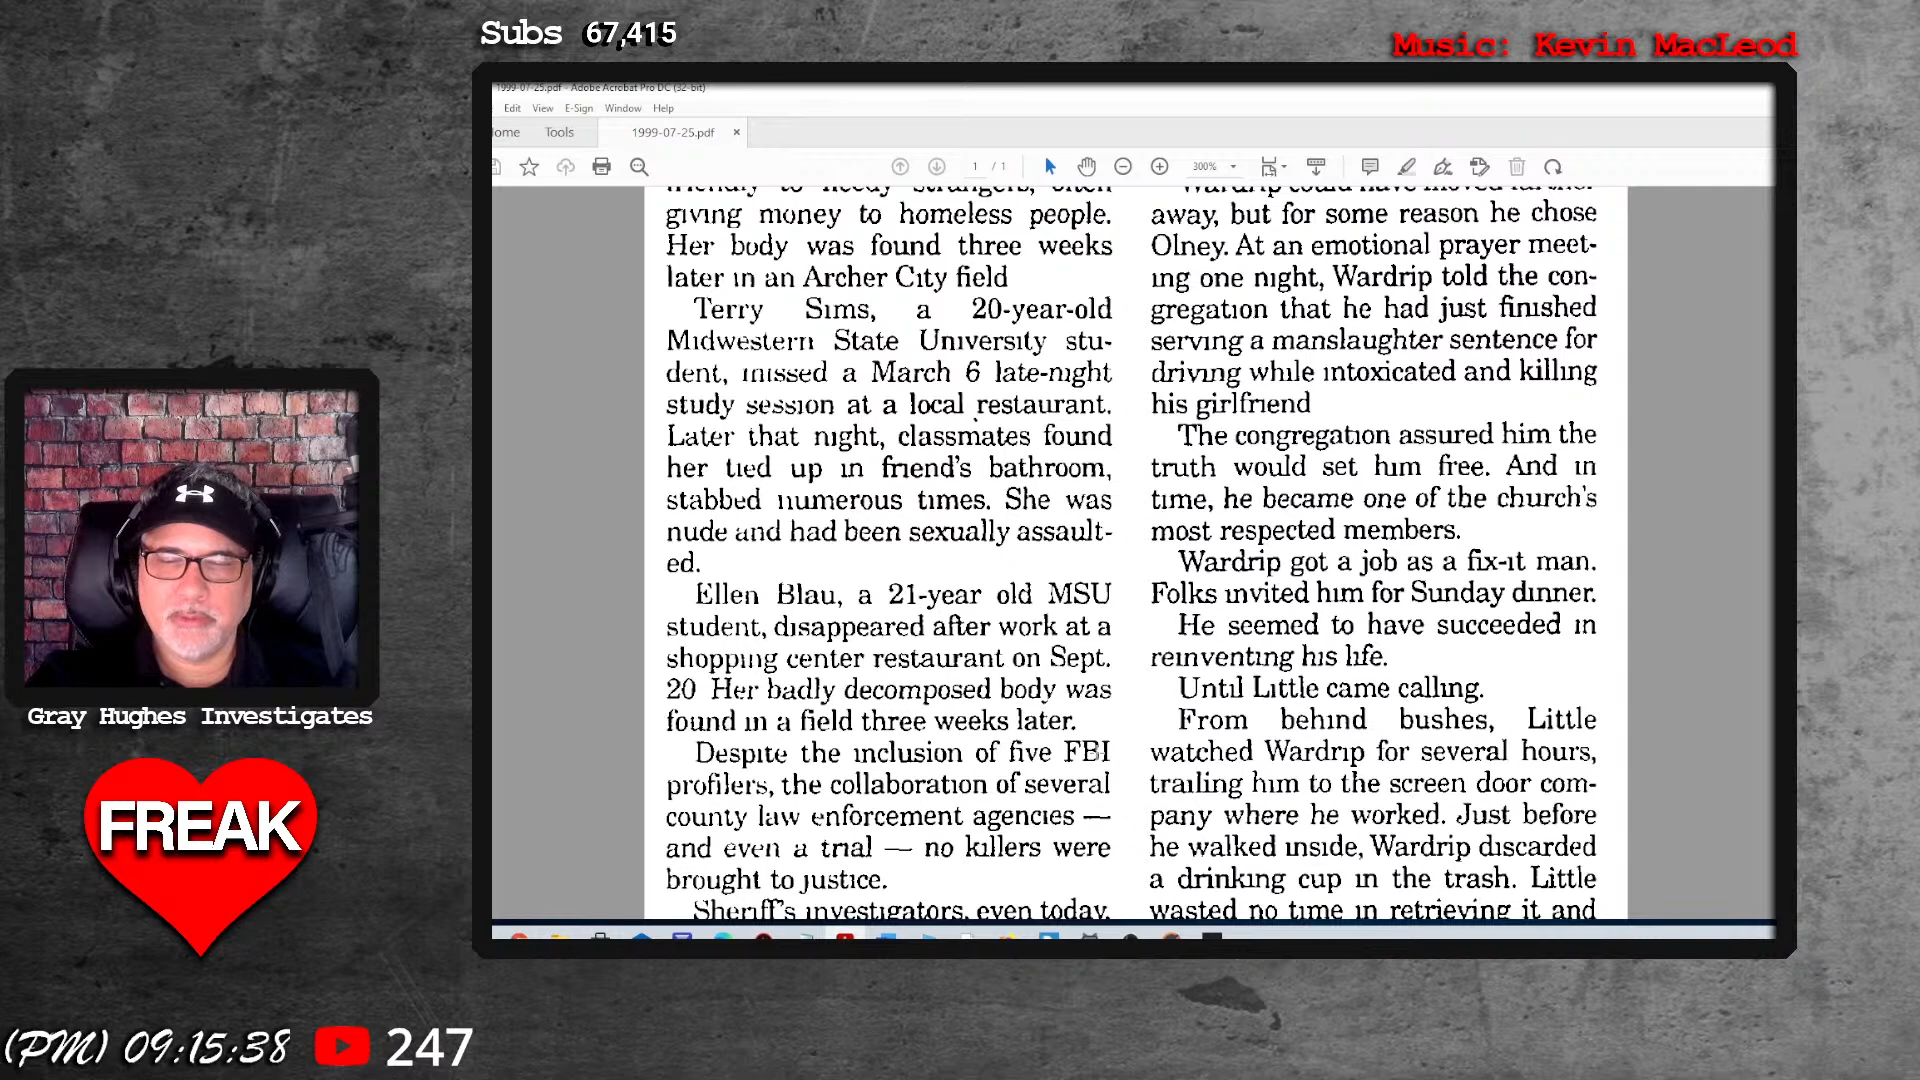 Subs 67,415
Music: Kevin MacLeod
1999-07-25.pdf - Adobe Acrobat Pro DC (32-bit)
Edit View E-Sign Window Help
ome Tools 1999-07-25.pdf ×
1 / 1 300%
friendly to needy strangers, often
giving money to homeless people.
Her body was found three weeks
later in an Archer City field
Terry Sims, a 20-year-old
Midwestern State University stu-
dent, missed a March 6 late-night
study session at a local restaurant.
Later that night, classmates found
her tied up in friend's bathroom,
stabbed numerous times. She was
nude and had been sexually assault-
ed.
Ellen Blau, a 21-year old MSU
student, disappeared after work at a
shopping center restaurant on Sept.
20 Her badly decomposed body was
found in a field three weeks later.
Despite the inclusion of five FBI
profilers, the collaboration of several
county law enforcement agencies —
and even a trial — no killers were
brought to justice.
Sheriff's investigators, even today,
Wardrip could have moved farther
away, but for some reason he chose
Olney. At an emotional prayer meet-
ing one night, Wardrip told the con-
gregation that he had just finished
serving a manslaughter sentence for
driving while intoxicated and killing
his girlfriend
The congregation assured him the
truth would set him free. And in
time, he became one of the church's
most respected members.
Wardrip got a job as a fix-it man.
Folks invited him for Sunday dinner.
He seemed to have succeeded in
reinventing his life.
Until Little came calling.
From behind bushes, Little
watched Wardrip for several hours,
trailing him to the screen door com-
pany where he worked. Just before
he walked inside, Wardrip discarded
a drinking cup in the trash. Little
wasted no time in retrieving it and
Gray Hughes Investigates
FREAK
(PM) 09:15:38 247